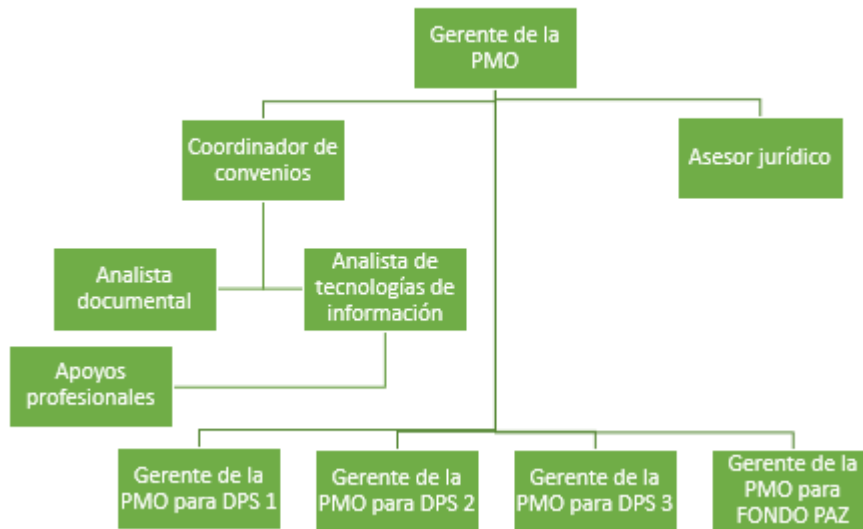 Gerente de la
PMO
Coordinador de
convenios
Asesor jurídico
Analista
documental
Analista de
tecnologías de
información
Apoyos
profesionales
Gerente de la
PMO para DPS 1
Gerente de la
PMO para DPS 2
Gerente de la
PMO para DPS 3
Gerente de la
PMO para
FONDO PAZ